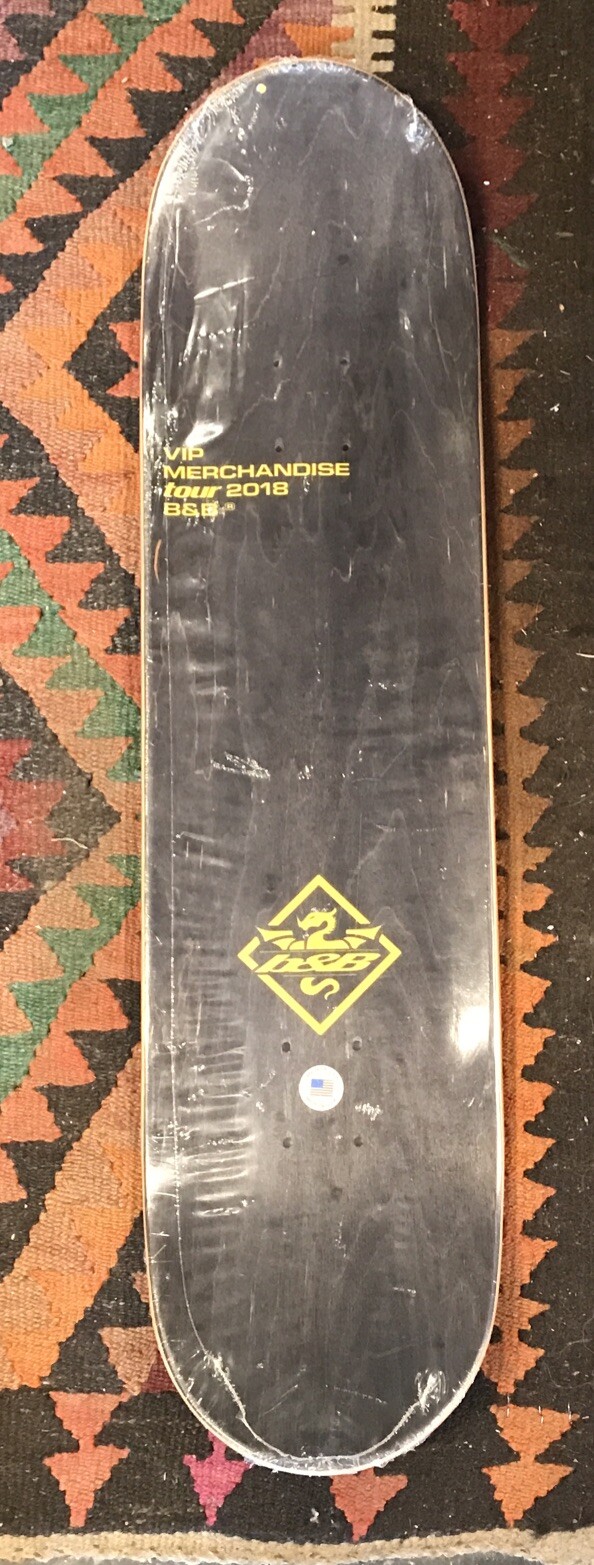 VIP
MERCHANDISE
tour 2018
B&B ®
b&B